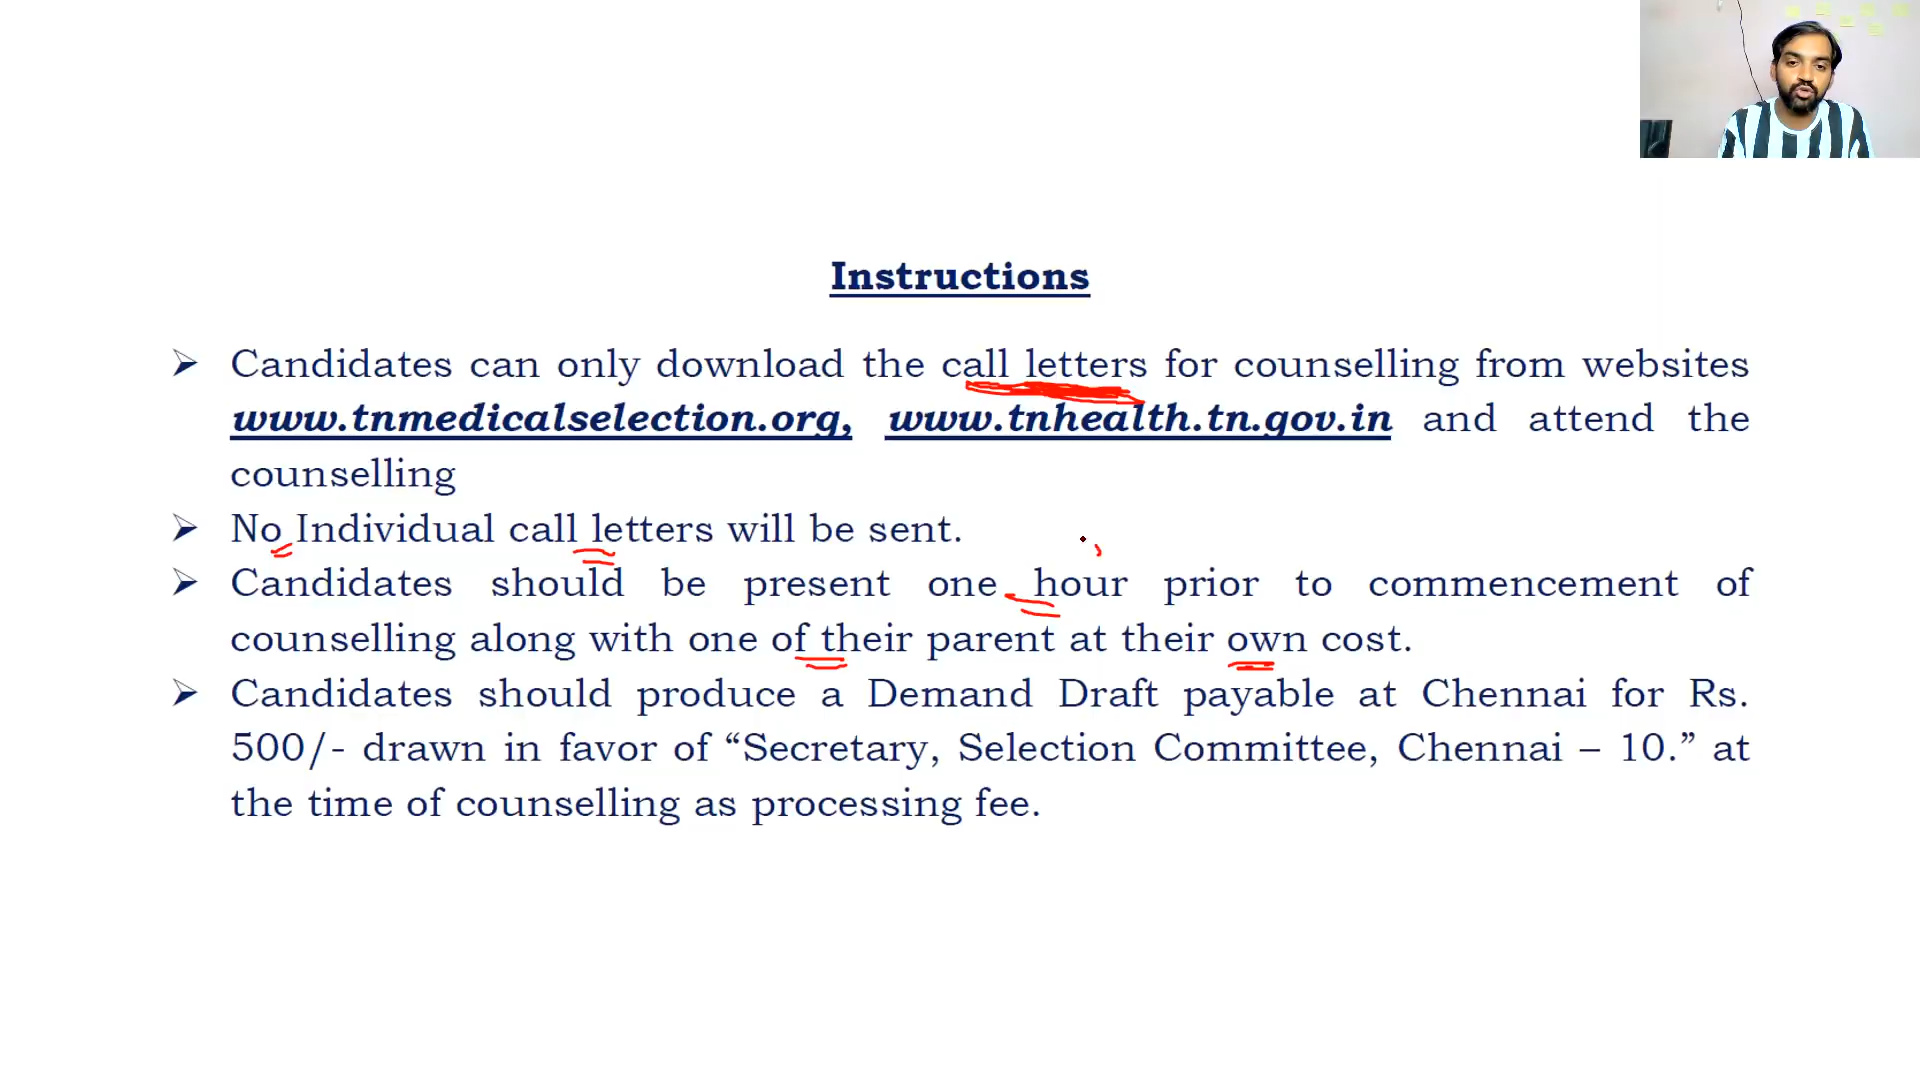 Instructions
➢ Candidates can only download the call letters for counselling from websites
www.tnmedicalselection.org, www.tnhealth.tn.gov.in and attend the
counselling
➢ No Individual call letters will be sent.
➢ Candidates should be present one hour prior to commencement of
counselling along with one of their parent at their own cost.
➢ Candidates should produce a Demand Draft payable at Chennai for Rs.
500/- drawn in favor of “Secretary, Selection Committee, Chennai – 10.” at
the time of counselling as processing fee.